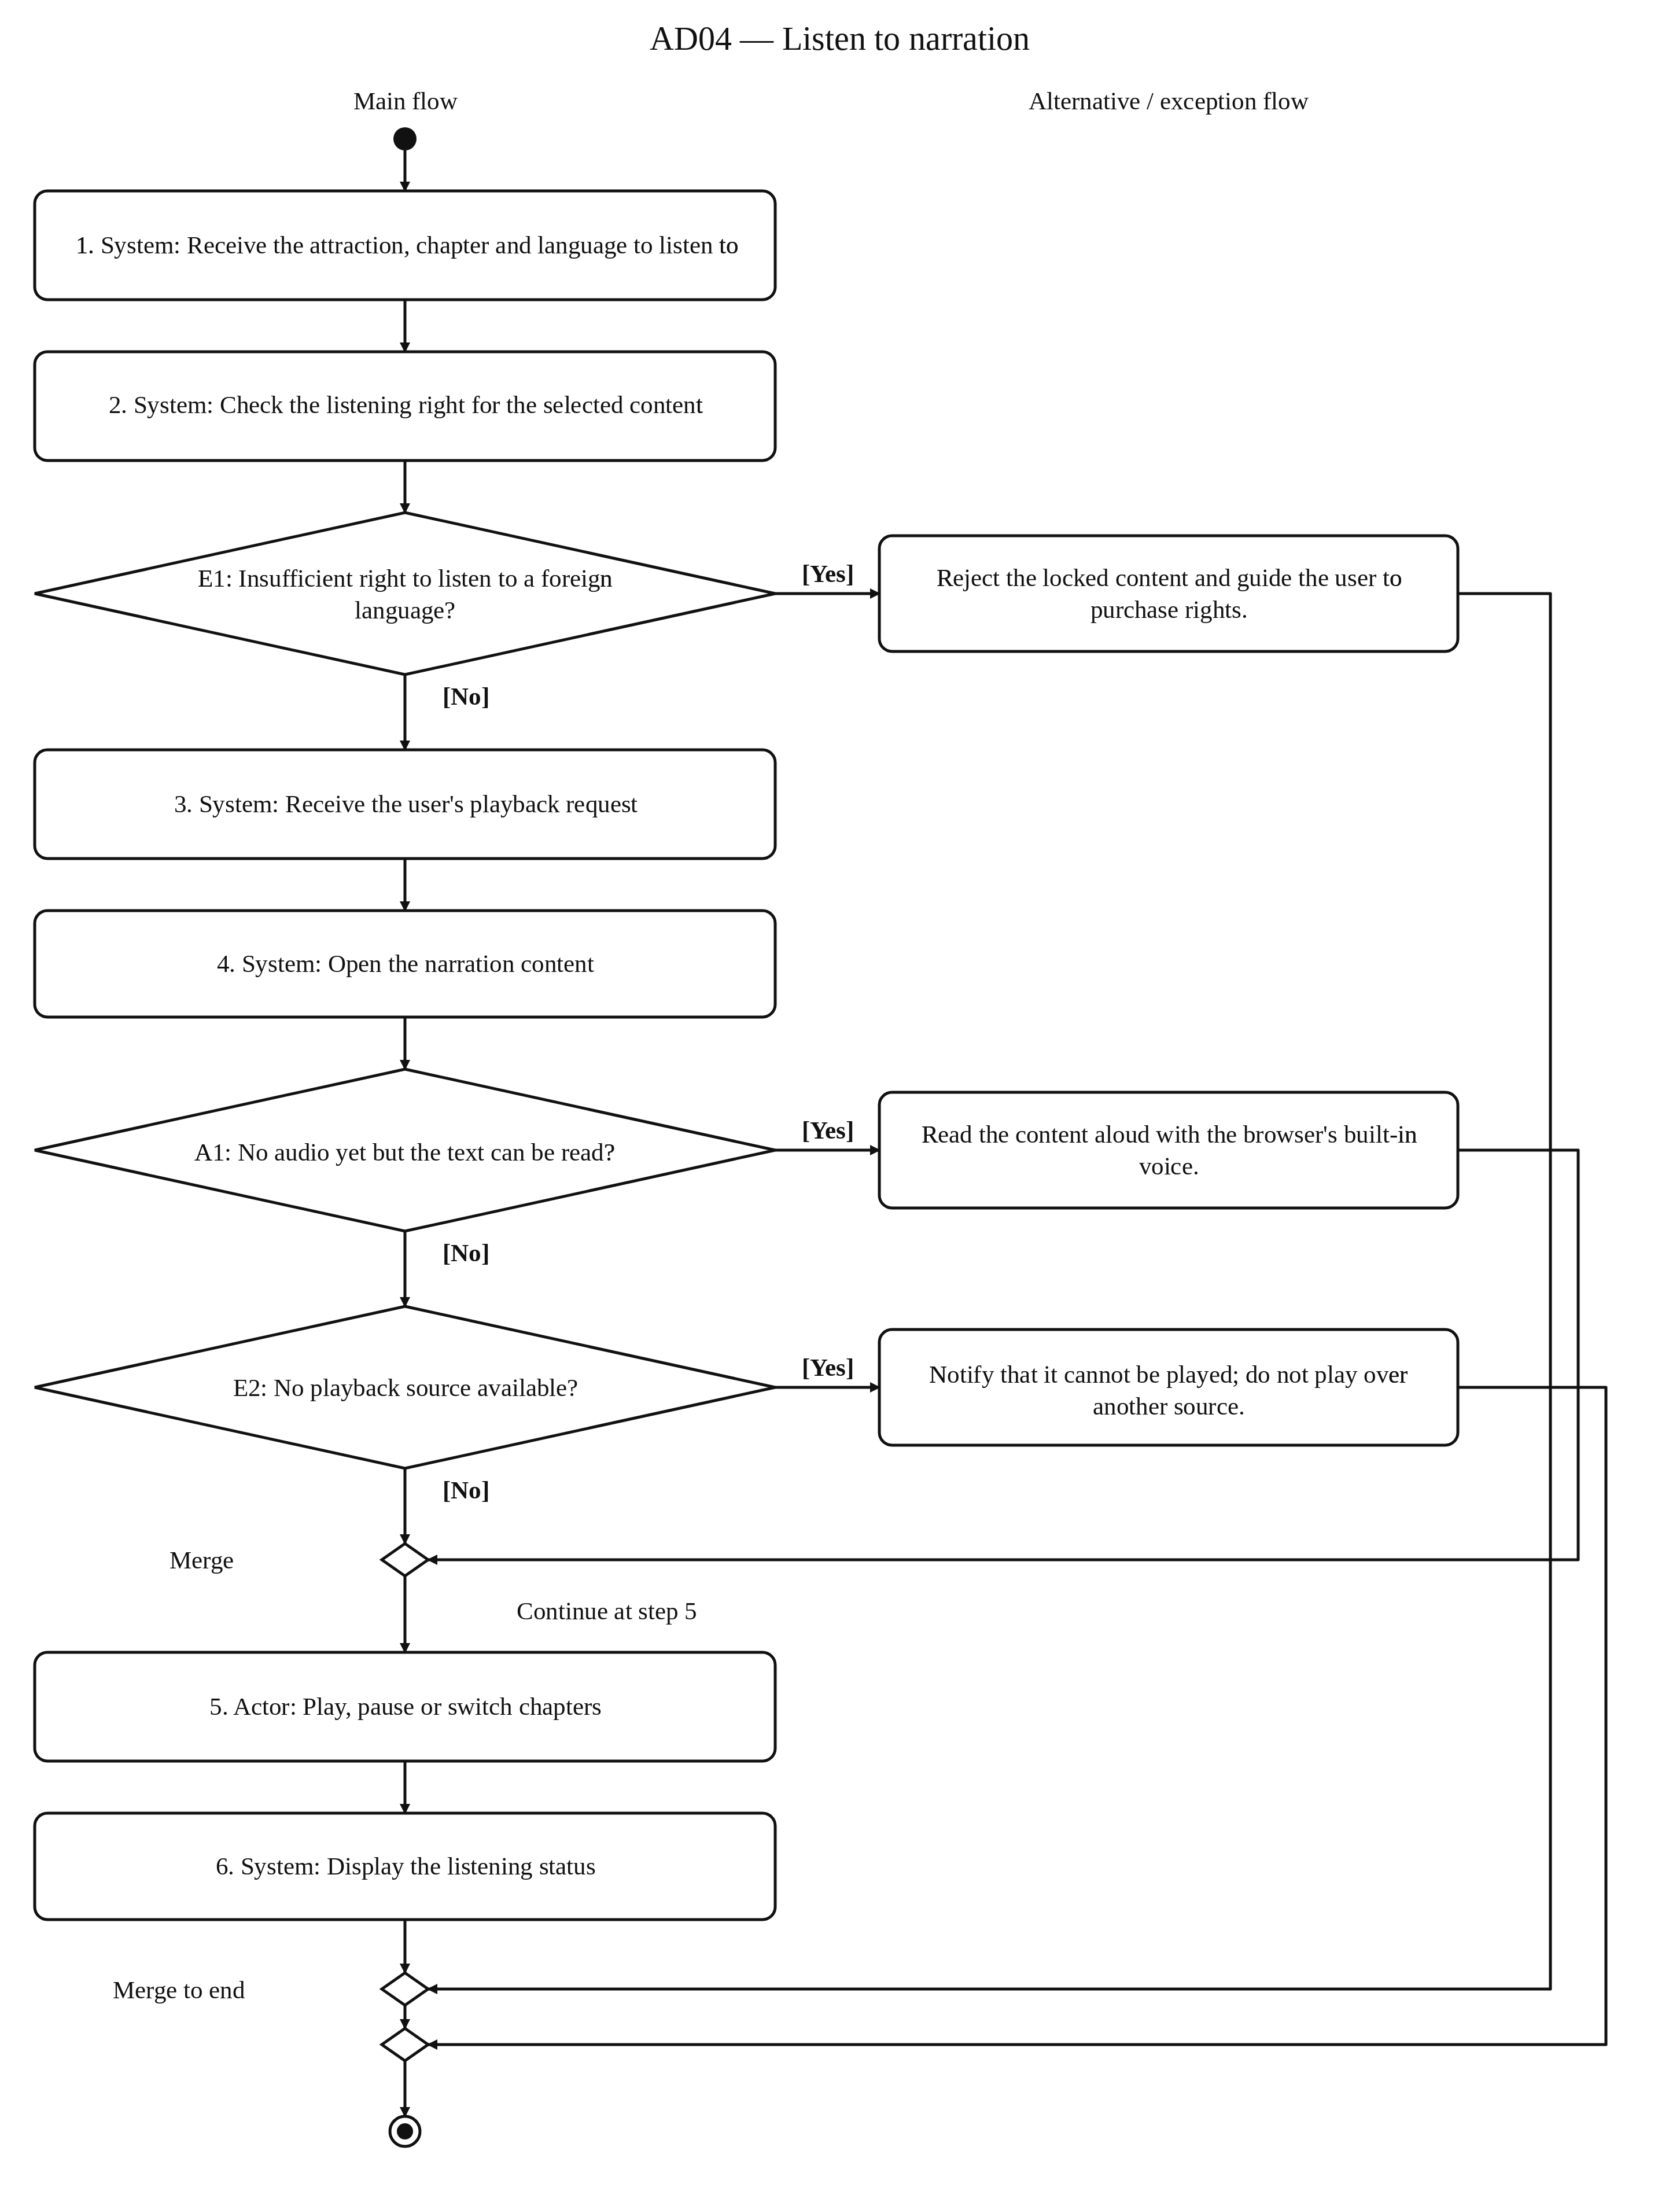 AD04 — Listen to narration
Main flow
Alternative / exception flow
1. System: Receive the attraction, chapter and language to listen to
2. System: Check the listening right for the selected content
E1: Insufficient right to listen to a foreign
language?
[Yes]
Reject the locked content and guide the user to
purchase rights.
[No]
3. System: Receive the user's playback request
4. System: Open the narration content
A1: No audio yet but the text can be read?
[Yes]
Read the content aloud with the browser's built-in
voice.
[No]
E2: No playback source available?
[Yes]
Notify that it cannot be played; do not play over
another source.
[No]
Merge
Continue at step 5
5. Actor: Play, pause or switch chapters
6. System: Display the listening status
Merge to end